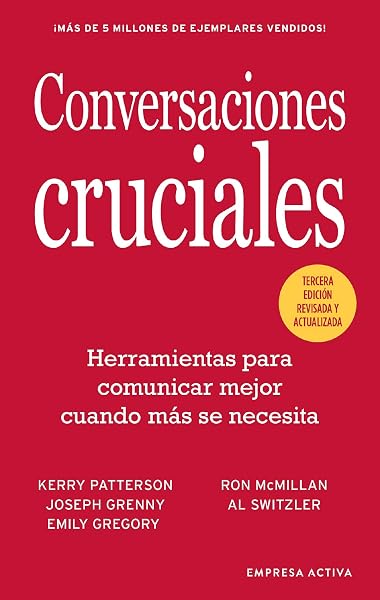 ¡MÁS DE 5 MILLONES DE EJEMPLARES VENDIDOS!
Conversaciones
cruciales
TERCERA
EDICIÓN
REVISADA Y
ACTUALIZADA
Herramientas para
comunicar mejor
cuando más se necesita
KERRY PATTERSON
JOSEPH GRENNY
EMILY GREGORY
RON McMILLAN
AL SWITZLER
EMPRESA ACTIVA